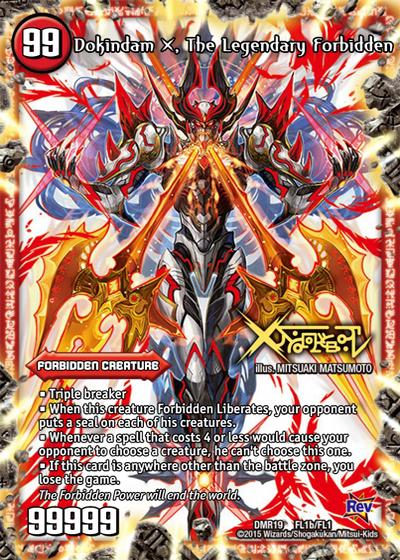 99 Dokindam X, The Legendary Forbidden
illus. MITSUAKI MATSUMOTO
FORBIDDEN CREATURE
■ Triple breaker
■ When this creature Forbidden Liberates, your opponent
puts a seal on each of his creatures.
■ Whenever a spell that costs 4 or less would cause your
opponent to choose a creature, he can't choose this one.
■ If this card is anywhere other than the battle zone, you
lose the game.
The Forbidden Power will end the world.
Rev
99999
DMR19 FL1b/FL1
©2015 Wizards/Shogakukan/Mitsui-Kids